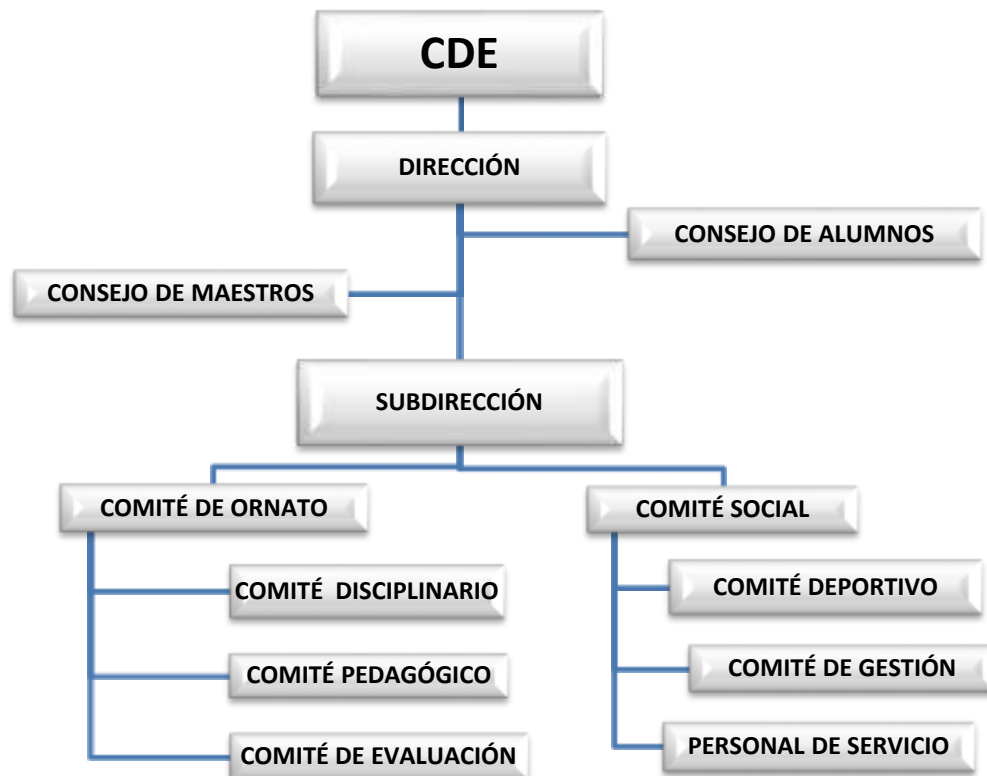 CDE
DIRECCIÓN
CONSEJO DE ALUMNOS
CONSEJO DE MAESTROS
SUBDIRECCIÓN
COMITÉ DE ORNATO
COMITÉ SOCIAL
COMITÉ DISCIPLINARIO
COMITÉ DEPORTIVO
COMITÉ PEDAGÓGICO
COMITÉ DE GESTIÓN
COMITÉ DE EVALUACIÓN
PERSONAL DE SERVICIO